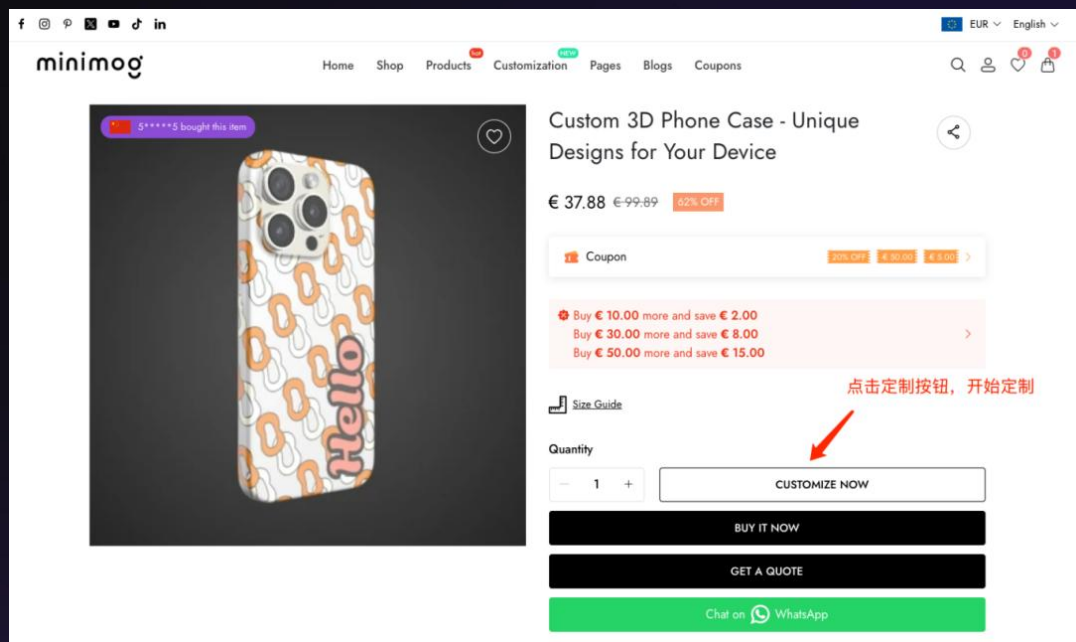 EUR English
minimog
Home Shop Products hot Customization NEW Pages Blogs Coupons
0 1
5*****5 bought this item
Custom 3D Phone Case - Unique
Designs for Your Device
€ 37.88 € 99.89 62% OFF
Coupon 20% OFF € 50.00 € 8.00
Buy € 10.00 more and save € 2.00
Buy € 30.00 more and save € 8.00
Buy € 50.00 more and save € 15.00
点击定制按钮，开始定制
Size Guide
Quantity
1 CUSTOMIZE NOW
BUY IT NOW
GET A QUOTE
Chat on WhatsApp
Hello